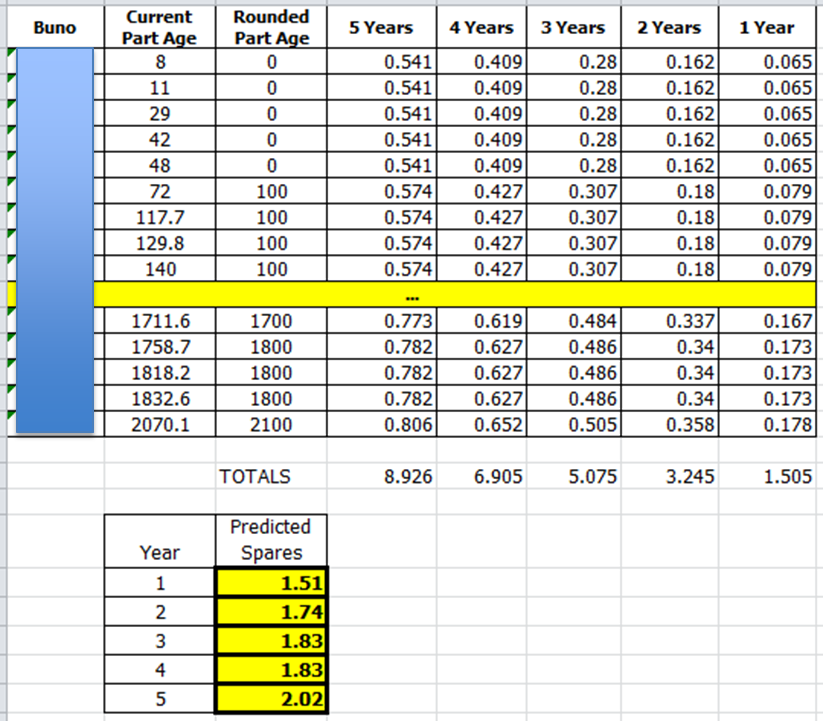 Buno Current Part Age Rounded Part Age 5 Years 4 Years 3 Years 2 Years 1 Year
8 0 0.541 0.409 0.28 0.162 0.065
11 0 0.541 0.409 0.28 0.162 0.065
29 0 0.541 0.409 0.28 0.162 0.065
42 0 0.541 0.409 0.28 0.162 0.065
48 0 0.541 0.409 0.28 0.162 0.065
72 100 0.574 0.427 0.307 0.18 0.079
117.7 100 0.574 0.427 0.307 0.18 0.079
129.8 100 0.574 0.427 0.307 0.18 0.079
140 100 0.574 0.427 0.307 0.18 0.079
...
1711.6 1700 0.773 0.619 0.484 0.337 0.167
1758.7 1800 0.782 0.627 0.486 0.34 0.173
1818.2 1800 0.782 0.627 0.486 0.34 0.173
1832.6 1800 0.782 0.627 0.486 0.34 0.173
2070.1 2100 0.806 0.652 0.505 0.358 0.178
TOTALS 8.926 6.905 5.075 3.245 1.505
Year Predicted Spares
1 1.51
2 1.74
3 1.83
4 1.83
5 2.02